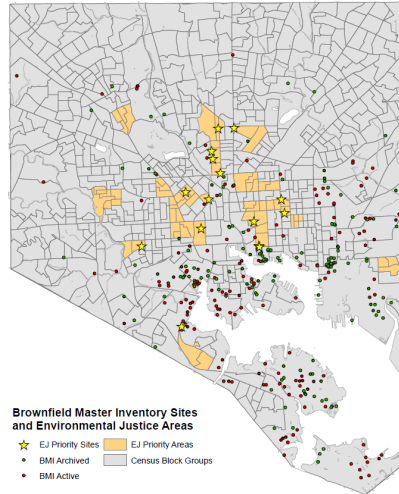 Brownfield Master Inventory Sites
and Environmental Justice Areas
EJ Priority Sites
EJ Priority Areas
BMI Archived
Census Block Groups
BMI Active